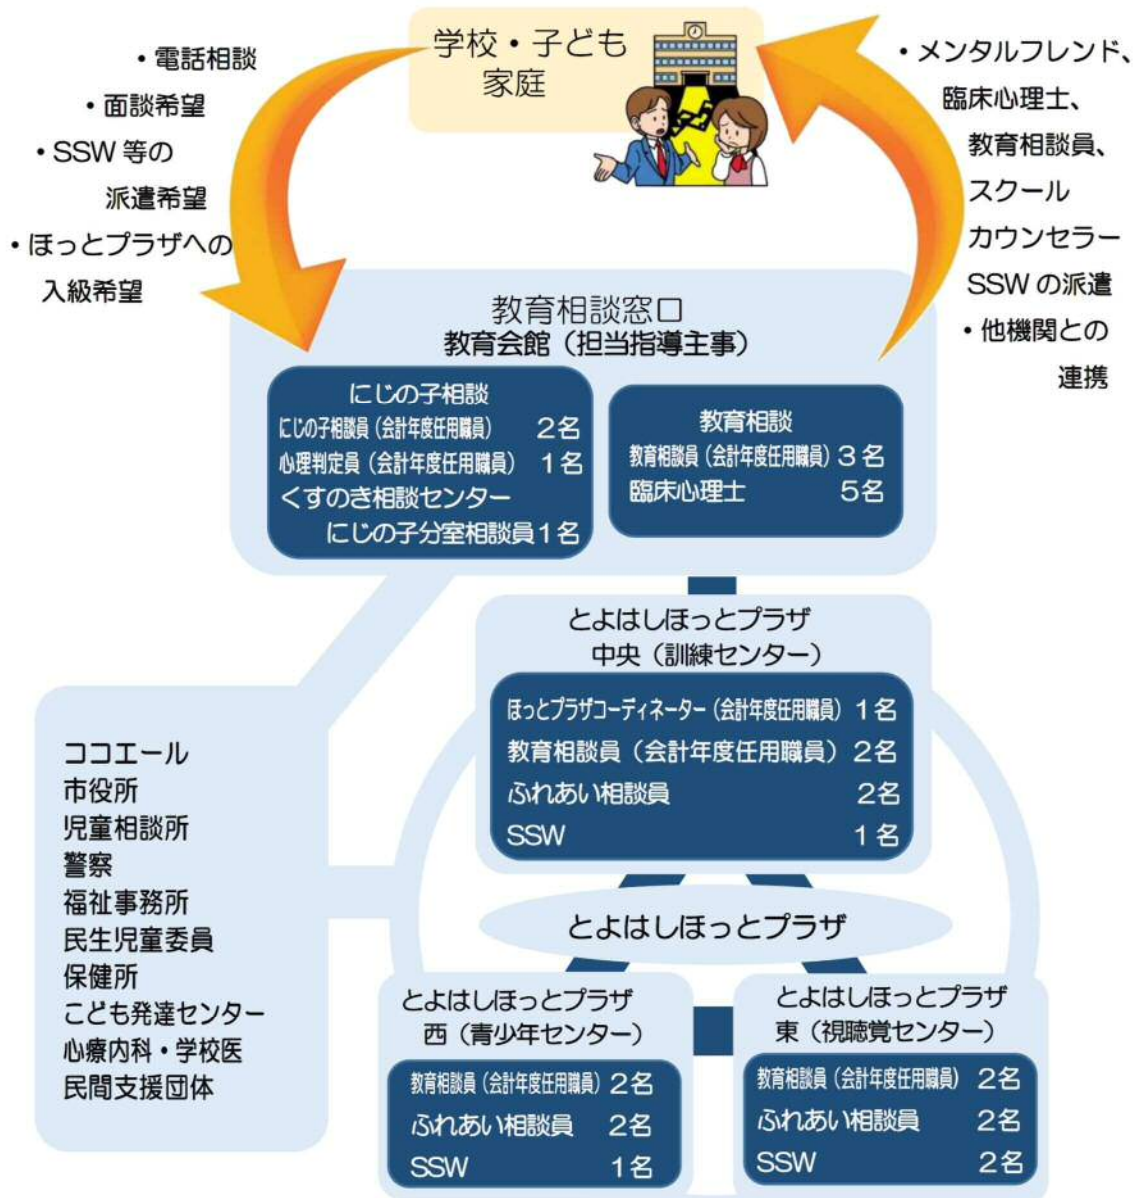 学校・子ども
家庭
・電話相談
・面談希望
・SSW 等の
派遣希望
・ほっとプラザへの
入級希望
・メンタルフレンド、
臨床心理士、
教育相談員、
スクール
カウンセラー
SSW の派遣
・他機関との
連携
教育相談窓口
教育会館（担当指導主事）
にじの子相談
にじの子相談員（会計年度任用職員） 2名
心理判定員（会計年度任用職員） 1名
くすのき相談センター
にじの子分室相談員1名
教育相談
教育相談員（会計年度任用職員）3名
臨床心理士 5名
とよはしほっとプラザ
中央（訓練センター）
ほっとプラザコーディネーター（会計年度任用職員） 1名
教育相談員（会計年度任用職員） 2名
ふれあい相談員 2名
SSW 1名
ココエール
市役所
児童相談所
警察
福祉事務所
民生児童委員
保健所
こども発達センター
心療内科・学校医
民間支援団体
とよはしほっとプラザ
とよはしほっとプラザ
西（青少年センター）
教育相談員（会計年度任用職員） 2名
ふれあい相談員 2名
SSW 1名
とよはしほっとプラザ
東（視聴覚センター）
教育相談員（会計年度任用職員） 2名
ふれあい相談員 2名
SSW 2名